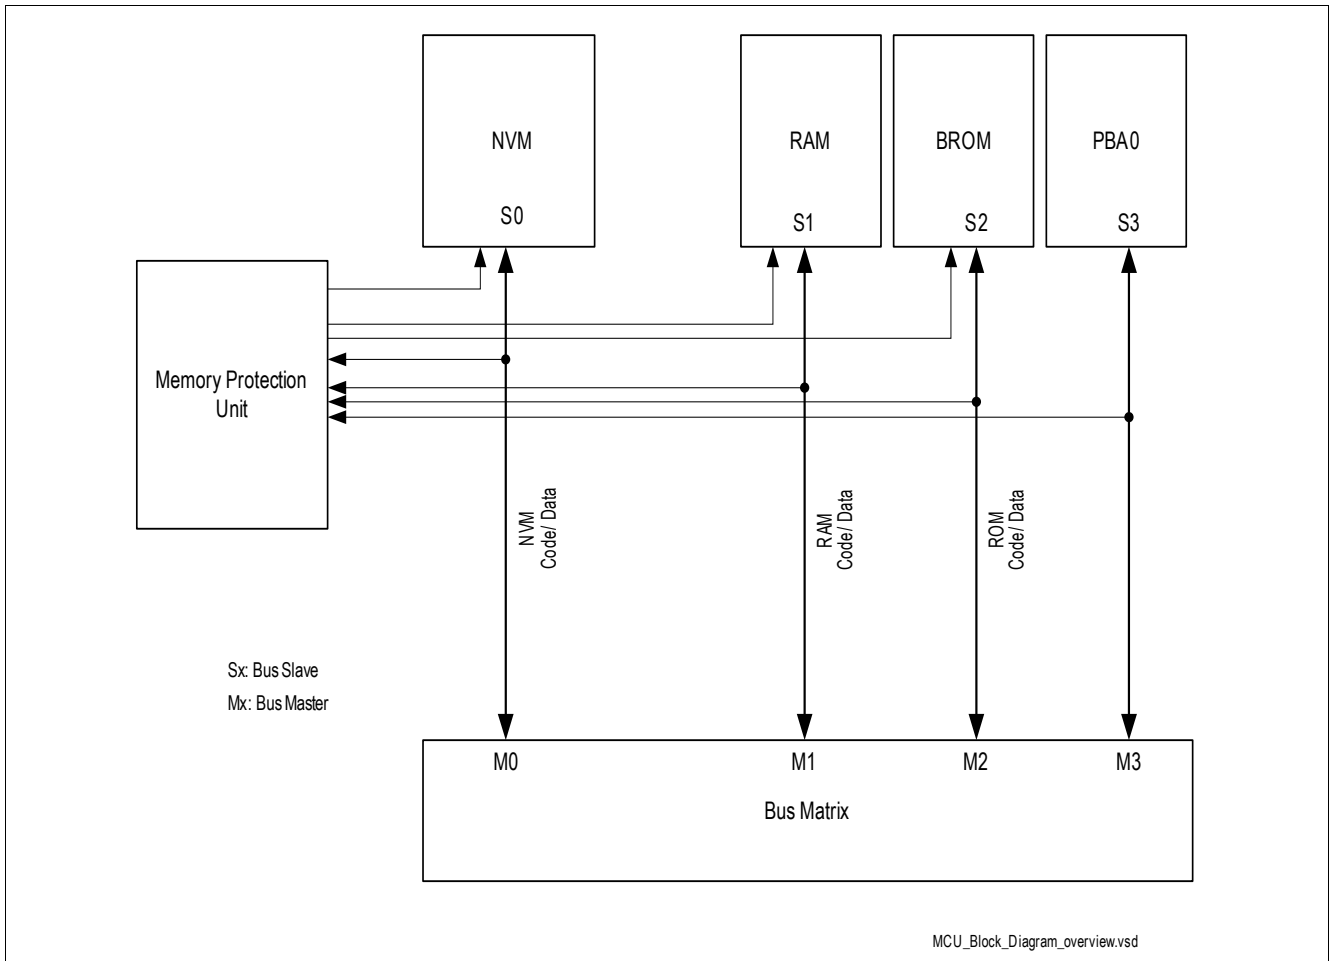 NVM
RAM
BROM
PBA0
S0
S1
S2
S3
Memory Protection
Unit
NVM
Code/ Data
RAM
Code/ Data
ROM
Code/ Data
Sx: Bus Slave
Mx: Bus Master
M0
M1
M2
M3
Bus Matrix
MCU_Block_Diagram_overview.vsd